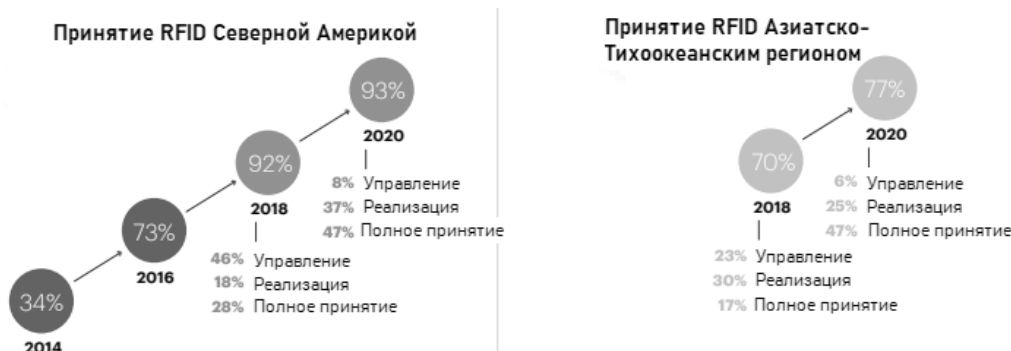 Принятие RFID Северной Америкой
93%
2020
8% Управление
37% Реализация
47% Полное принятие
92%
2018
46% Управление
18% Реализация
28% Полное принятие
73%
2016
34%
2014
Принятие RFID Азиатско-
Тихоокеанским регионом
77%
2020
6% Управление
25% Реализация
47% Полное принятие
70%
2018
23% Управление
30% Реализация
17% Полное принятие